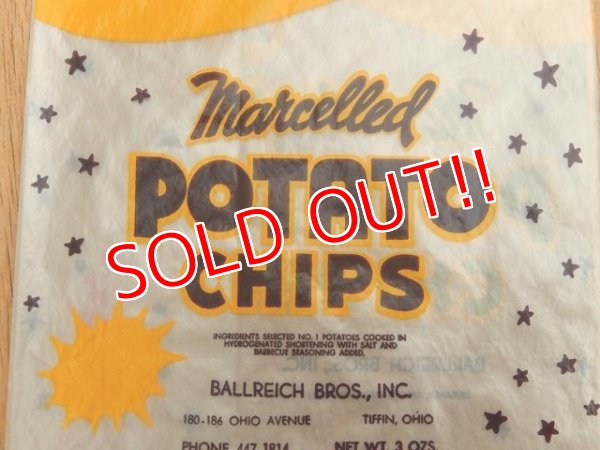 Marcelled
POTATO
CHIPS
SOLD OUT!!
INGREDIENTS SELECTED NO. 1 POTATOES COOKED IN
HYDROGENATED SHORTENING WITH SALT AND
BARBECUE SEASONING ADDED.
BALLREICH BROS., INC.
180-186 OHIO AVENUE TIFFIN, OHIO
PHONE 447 1814 NET WT. 3 OZS.